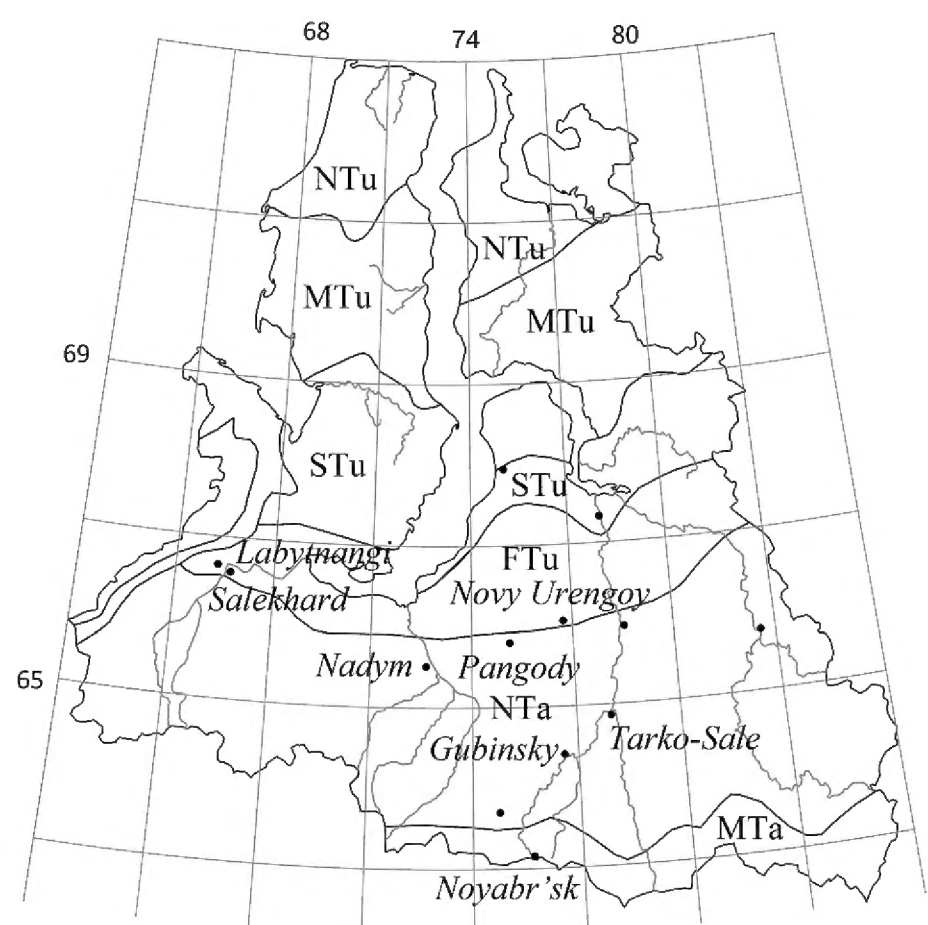 68 74 80
NTu
NTu
MTu
MTu
69
STu
STu
FTu
Labytnangi
Salekhard
Novy Urengoy
Nadym
Pangody
65
NTa
Gubinsky
Tarko-Sale
MTa
Noyabr’sk